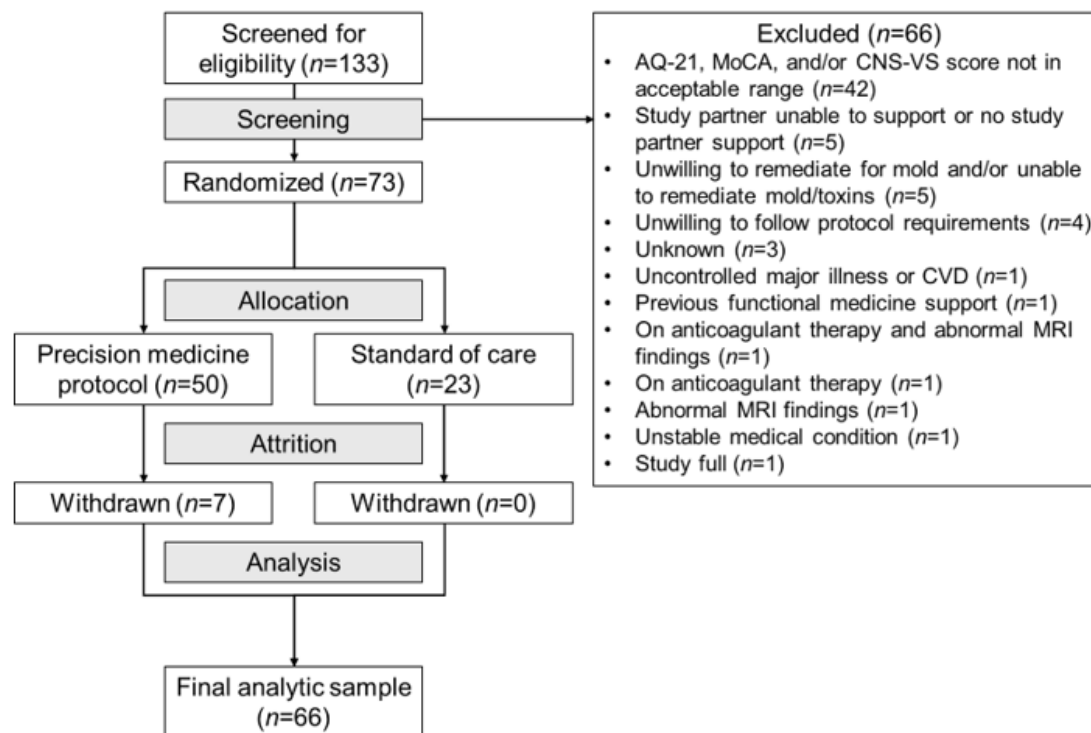 Screened for
eligibility (n=133)
Screening
Randomized (n=73)
Allocation
Precision medicine
protocol (n=50)
Standard of care
(n=23)
Attrition
Withdrawn (n=7)
Withdrawn (n=0)
Analysis
Final analytic sample
(n=66)
Excluded (n=66)
• AQ-21, MoCA, and/or CNS-VS score not in
acceptable range (n=42)
• Study partner unable to support or no study
partner support (n=5)
• Unwilling to remediate for mold and/or unable
to remediate mold/toxins (n=5)
• Unwilling to follow protocol requirements (n=4)
• Unknown (n=3)
• Uncontrolled major illness or CVD (n=1)
• Previous functional medicine support (n=1)
• On anticoagulant therapy and abnormal MRI
findings (n=1)
• On anticoagulant therapy (n=1)
• Abnormal MRI findings (n=1)
• Unstable medical condition (n=1)
• Study full (n=1)